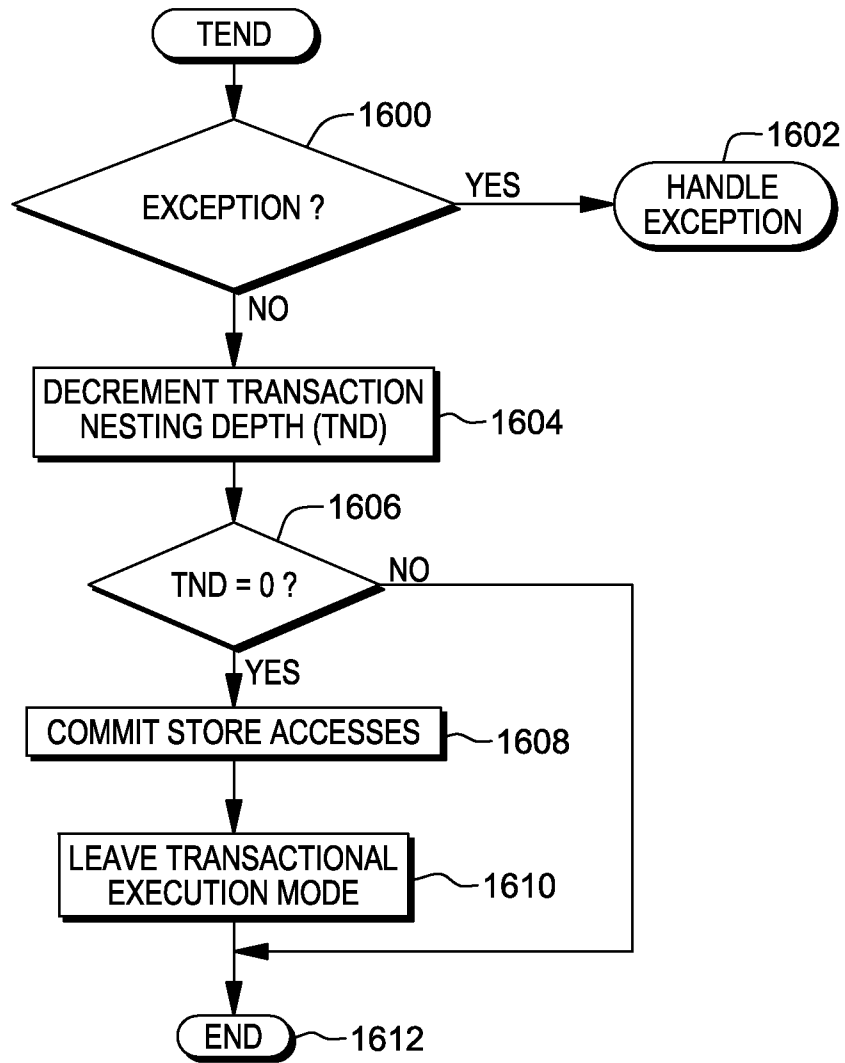 TEND
1600
EXCEPTION ?
YES
1602
HANDLE
EXCEPTION
NO
DECREMENT TRANSACTION
NESTING DEPTH (TND)
1604
1606
TND = 0 ?
NO
YES
COMMIT STORE ACCESSES
1608
LEAVE TRANSACTIONAL
EXECUTION MODE
1610
END
1612